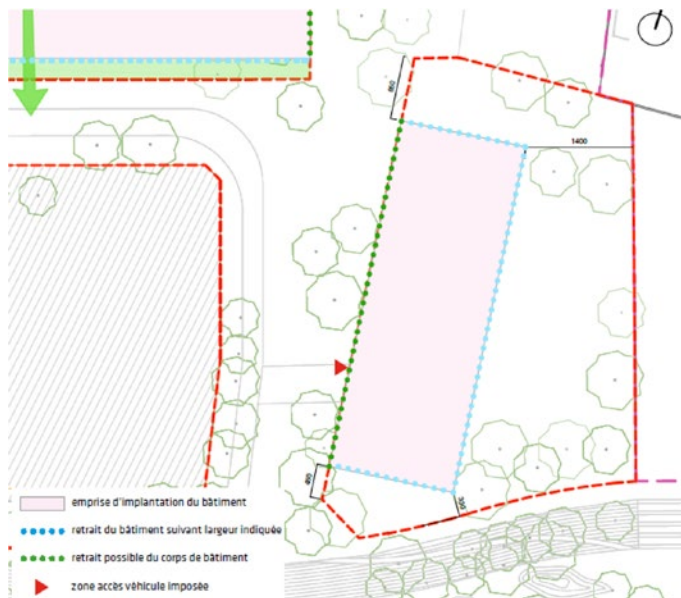 860
1400
400
300
emprise d'implantation du bâtiment
retrait du bâtiment suivant largeur indiquée
retrait possible du corps de bâtiment
zone accès véhicule imposée